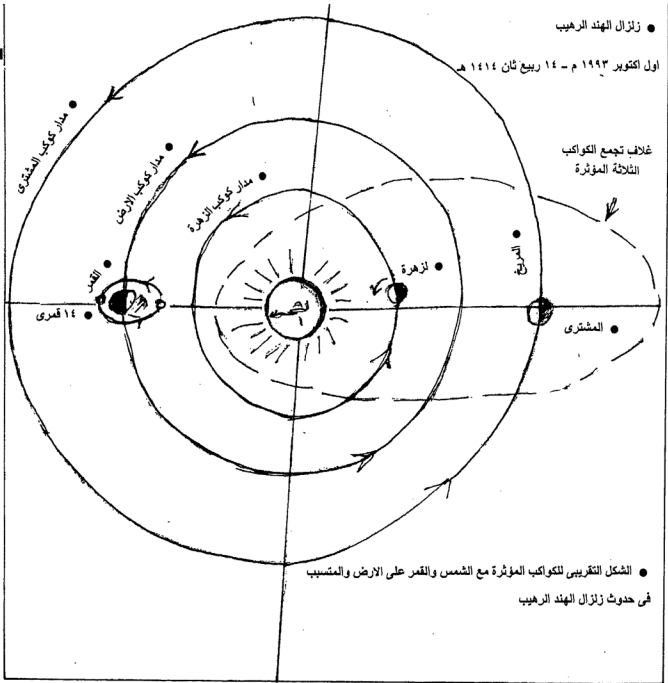 ● زلزال الهند الرهيب
اول اكتوبر ١٩٩٣ م – ١٤ ربيع ثان ١٤١٤ هـ
غلاف تجمع الكواكب
الثلاثة المؤثرة
● مدار كوكب المشترى
● مدار كوكب الارض
● مدار كوكب الزهرة
● القمر
● ١٤ قمرى
● لزهرة
● المريخ
● المشترى
● الشكل التقريبى للكواكب المؤثرة مع الشمس والقمر على الارض والمتسبب
فى حدوث زلزال الهند الرهيب